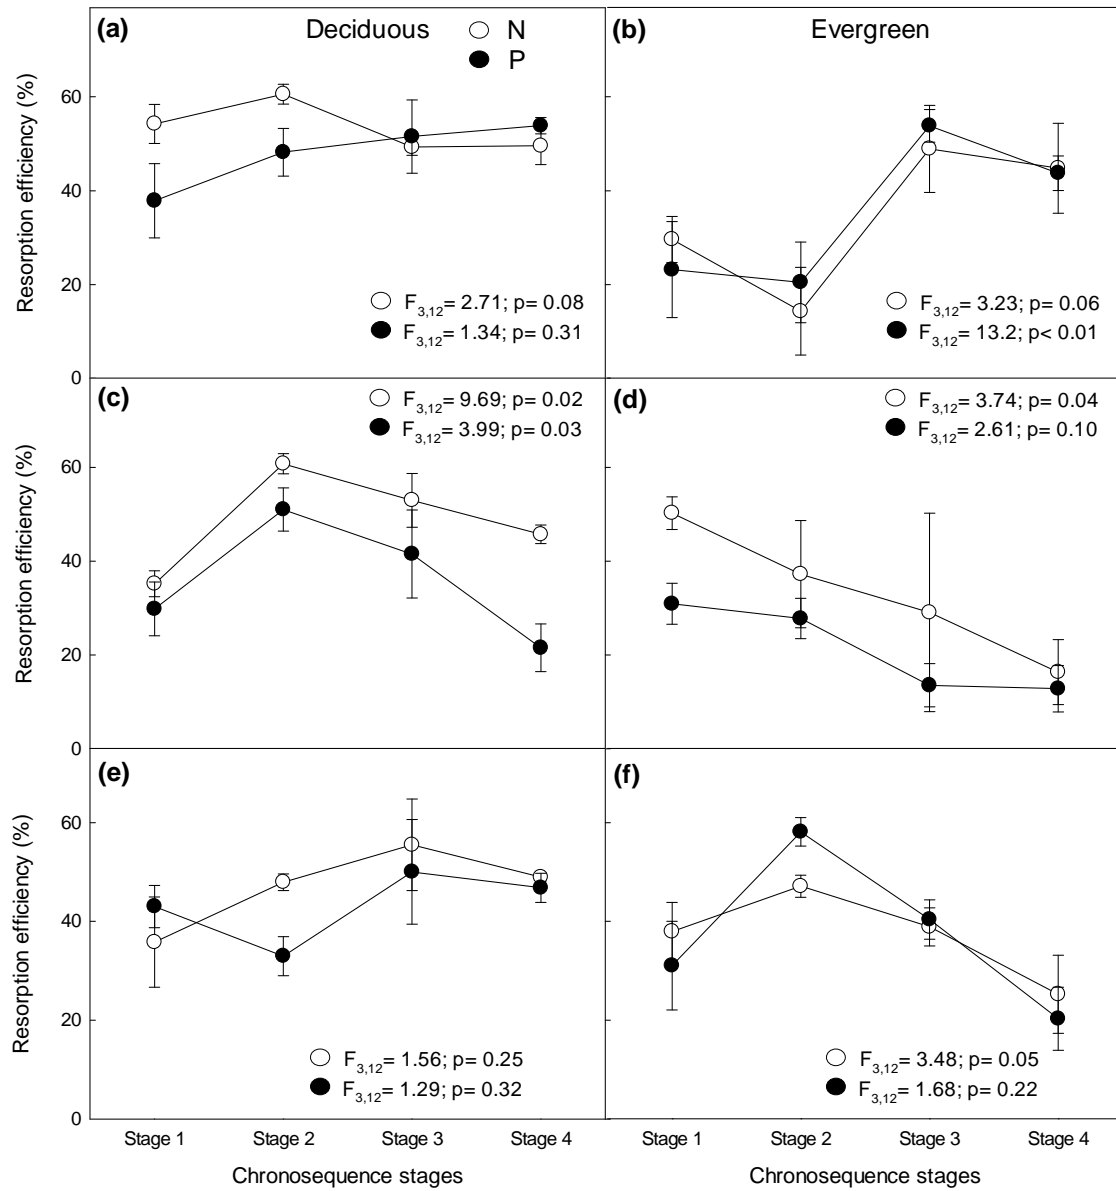 (a) Deciduous N
P
(b) Evergreen
Resorption efficiency (%)
60
40
20
0
F3,12= 2.71; p= 0.08
F3,12= 1.34; p= 0.31
F3,12= 3.23; p= 0.06
F3,12= 13.2; p< 0.01
(c)
F3,12= 9.69; p= 0.02
F3,12= 3.99; p= 0.03
(d)
F3,12= 3.74; p= 0.04
F3,12= 2.61; p= 0.10
Resorption efficiency (%)
60
40
20
0
(e)
(f)
Resorption efficiency (%)
60
40
20
0
F3,12= 1.56; p= 0.25
F3,12= 1.29; p= 0.32
F3,12= 3.48; p= 0.05
F3,12= 1.68; p= 0.22
Stage 1 Stage 2 Stage 3 Stage 4
Stage 1 Stage 2 Stage 3 Stage 4
Chronosequence stages
Chronosequence stages